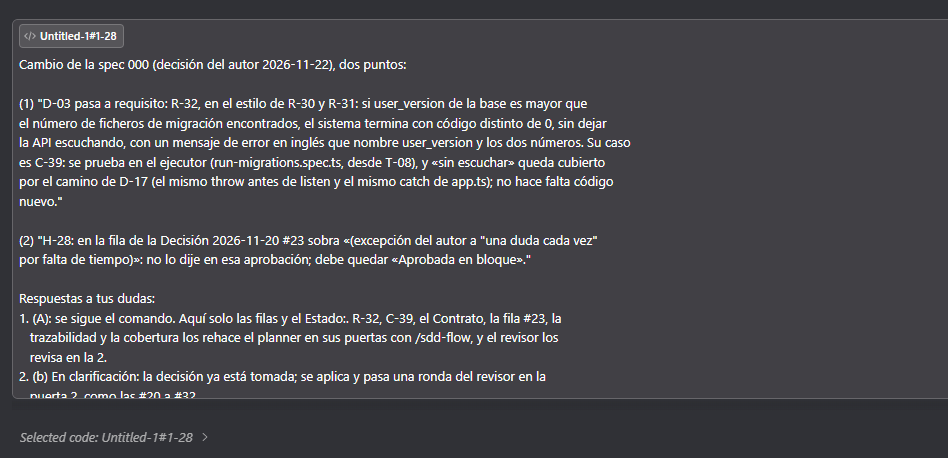 Untitled-1#1-28
Cambio de la spec 000 (decisión del autor 2026-11-22), dos puntos:
(1) "D-03 pasa a requisito: R-32, en el estilo de R-30 y R-31: si user_version de la base es mayor que
el número de ficheros de migración encontrados, el sistema termina con código distinto de 0, sin dejar
la API escuchando, con un mensaje de error en inglés que nombre user_version y los dos números. Su caso
es C-39: se prueba en el ejecutor (run-migrations.spec.ts, desde T-08), y «sin escuchar» queda cubierto
por el camino de D-17 (el mismo throw antes de listen y el mismo catch de app.ts); no hace falta código
nuevo."
(2) "H-28: en la fila de la Decisión 2026-11-20 #23 sobra «(excepción del autor a "una duda cada vez"
por falta de tiempo)»: no lo dije en esa aprobación; debe quedar «Aprobada en bloque»."
Respuestas a tus dudas:
1. (A): se sigue el comando. Aquí solo las filas y el Estado:. R-32, C-39, el Contrato, la fila #23, la
trazabilidad y la cobertura los rehace el planner en sus puertas con /sdd-flow, y el revisor los
revisa en la 2.
2. (b) En clarificación: la decisión ya está tomada; se aplica y pasa una ronda del revisor en la
puerta 2, como las #20 a #32.
Selected code: Untitled-1#1-28